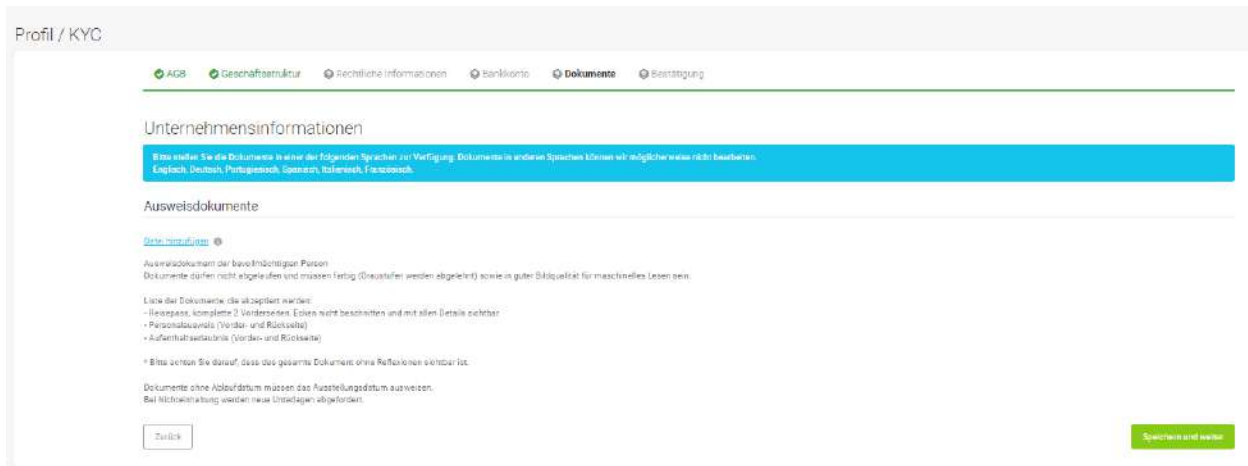 Profil / KYC
AGB Geschäftsstruktur Rechtliche Informationen Bankkonto Dokumente Bestätigung
Unternehmensinformationen
Bitte stellen Sie die Dokumente in einer der folgenden Sprachen zur Verfügung. Dokumente in anderen Sprachen können wir möglicherweise nicht bearbeiten.
Englisch, Deutsch, Portugiesisch, Spanisch, Italienisch, Französisch.
Ausweisdokumente
Datei hinzufügen
Ausweisdokument der bevollmächtigten Person
Dokumente dürfen nicht abgelaufen und müssen farbig (Graustufen werden abgelehnt) sowie in guter Bildqualität für maschinelles Lesen sein.
Liste der Dokumente, die akzeptiert werden:
- Reisepass, komplette 2 Vorderseiten. Ecken nicht beschnitten und mit allen Details sichtbar
- Personalausweis (Vorder- und Rückseite)
- Aufenthaltserlaubnis (Vorder- und Rückseite)
* Bitte achten Sie darauf, dass das gesamte Dokument ohne Reflexionen sichtbar ist.
Dokumente ohne Ablaufdatum müssen das Ausstellungsdatum ausweisen.
Bei Nichteinhaltung werden neue Unterlagen abgefordert.
Zurück
Speichern und weiter